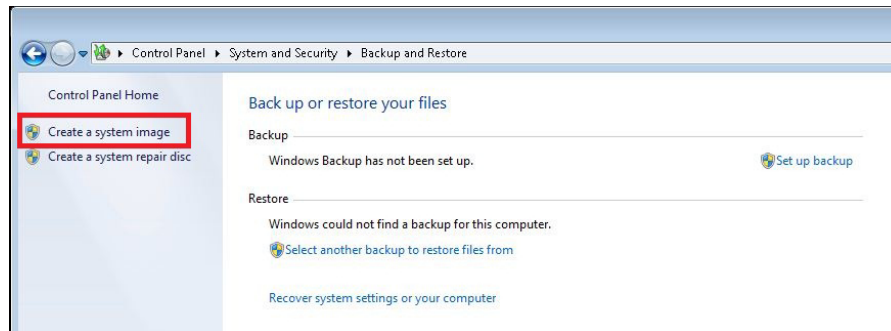 Control Panel ▸ System and Security ▸ Backup and Restore
Control Panel Home
Create a system image
Create a system repair disc
Back up or restore your files
Backup
Windows Backup has not been set up.
Set up backup
Restore
Windows could not find a backup for this computer.
Select another backup to restore files from
Recover system settings or your computer